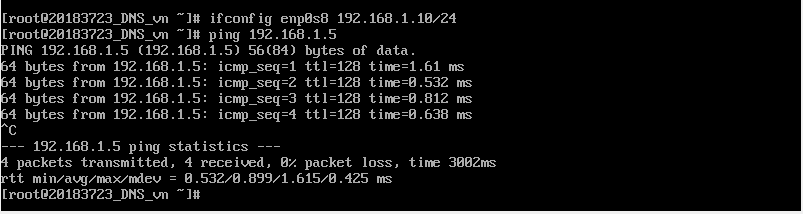 [root@20183723_DNS_vn ~]# ifconfig enp0s8 192.168.1.10/24
[root@20183723_DNS_vn ~]# ping 192.168.1.5
PING 192.168.1.5 (192.168.1.5) 56(84) bytes of data.
64 bytes from 192.168.1.5: icmp_seq=1 ttl=128 time=1.61 ms
64 bytes from 192.168.1.5: icmp_seq=2 ttl=128 time=0.532 ms
64 bytes from 192.168.1.5: icmp_seq=3 ttl=128 time=0.812 ms
64 bytes from 192.168.1.5: icmp_seq=4 ttl=128 time=0.638 ms
^C
--- 192.168.1.5 ping statistics ---
4 packets transmitted, 4 received, 0% packet loss, time 3002ms
rtt min/avg/max/mdev = 0.532/0.899/1.615/0.425 ms
[root@20183723_DNS_vn ~]#